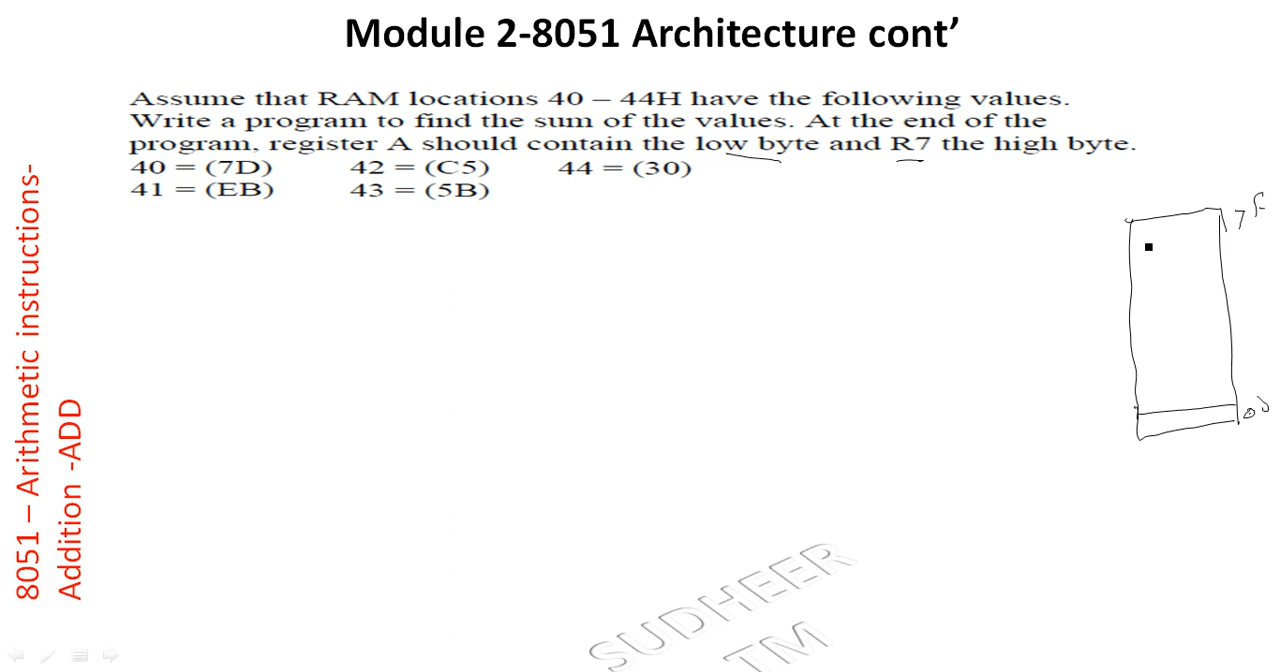 Module 2-8051 Architecture cont’
Assume that RAM locations 40 – 44H have the following values.
Write a program to find the sum of the values. At the end of the
program, register A should contain the low byte and R7 the high byte.
40 = (7D) 42 = (C5) 44 = (30)
41 = (EB) 43 = (5B)
8051 – Arithmetic instructions-
Addition -ADD
7F
SUDHEER
TM